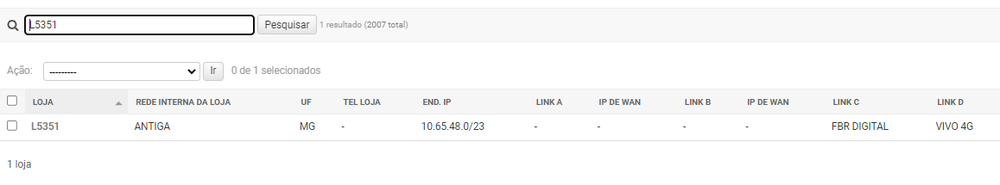 L5351 Pesquisar 1 resultado (2007 total)
Ação: --------- Ir 0 de 1 selecionados
LOJA REDE INTERNA DA LOJA UF TEL LOJA END. IP LINK A IP DE WAN LINK B IP DE WAN LINK C LINK D
L5351 ANTIGA MG - 10.65.48.0/23 - - - - FBR DIGITAL VIVO 4G
1 loja